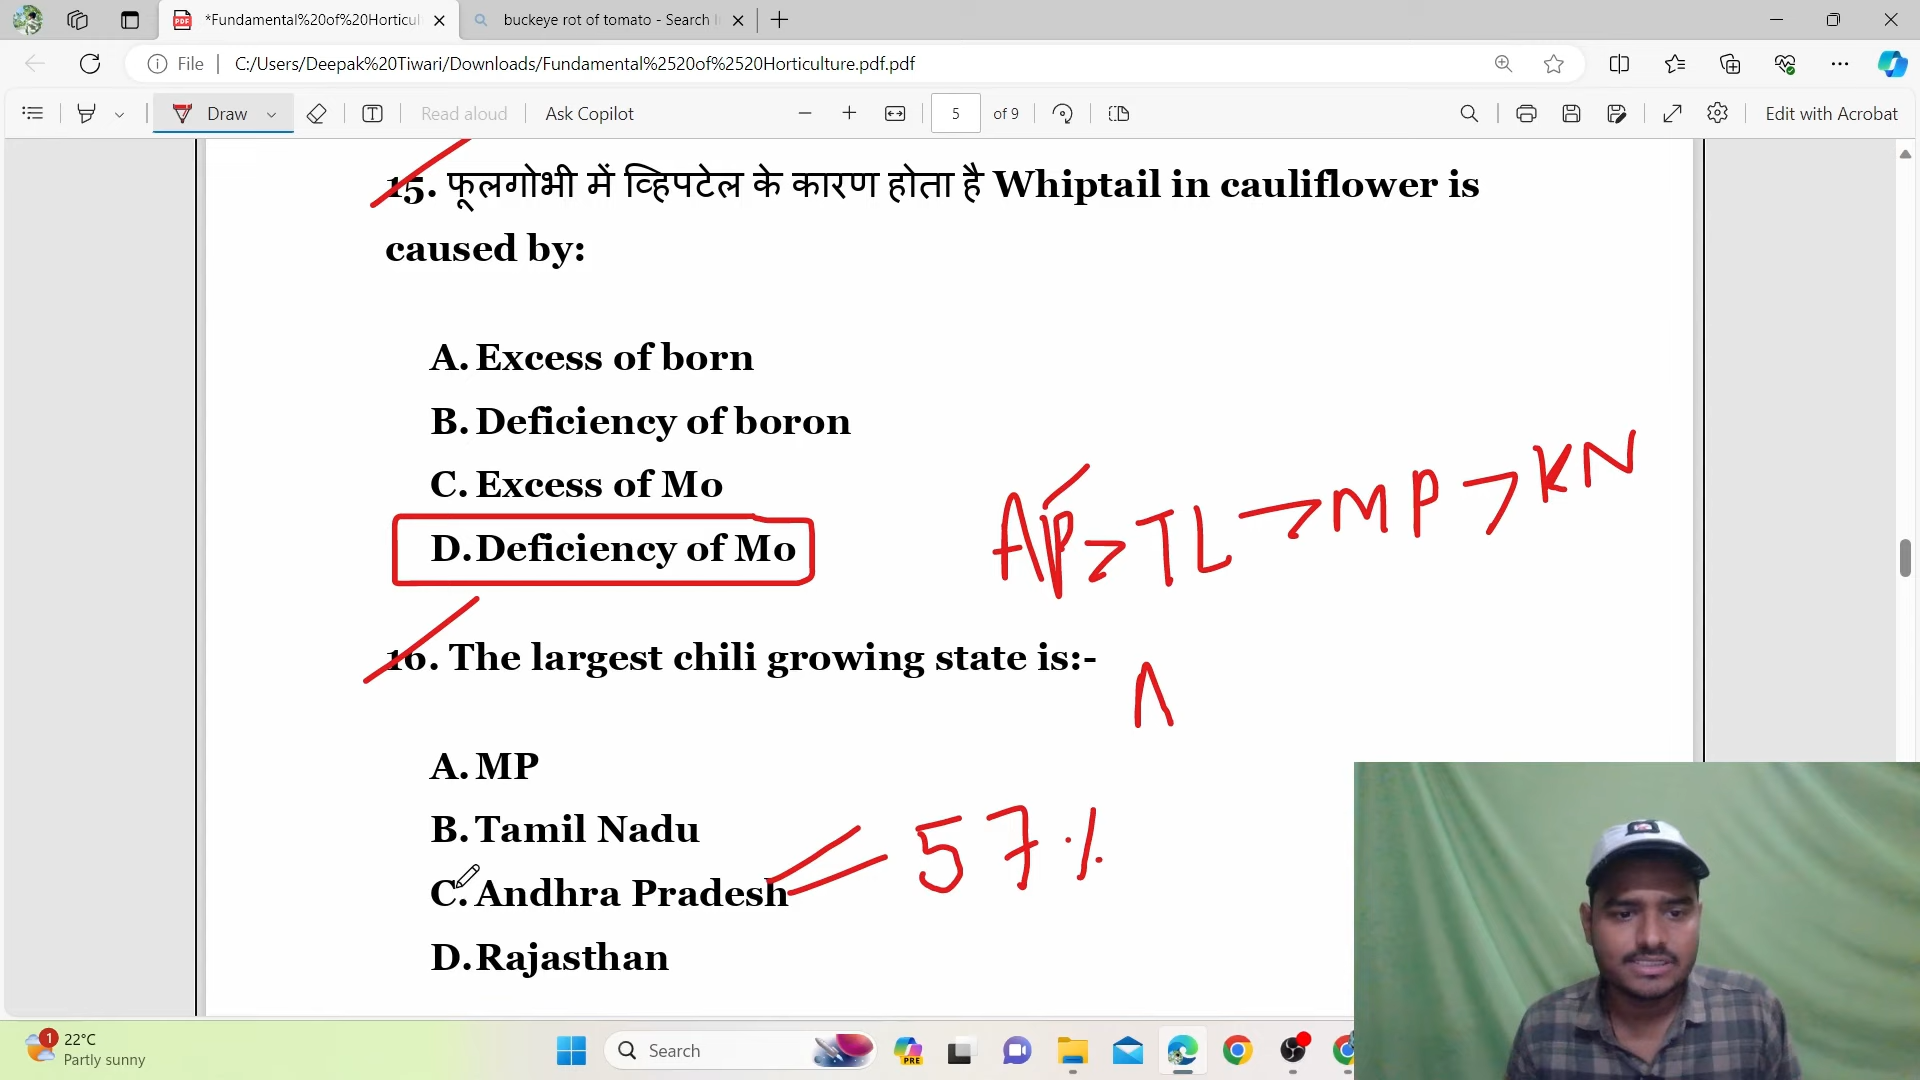 *Fundamental%20of%20Horticul
buckeye rot of tomato - Search
File
C:/Users/Deepak%20Tiwari/Downloads/Fundamental%2520of%2520Horticulture.pdf.pdf
Draw
Read aloud
Ask Copilot
5 of 9
Edit with Acrobat
15. फूलगोभी में व्हिपटेल के कारण होता है Whiptail in cauliflower is
caused by:
A. Excess of born
B. Deficiency of boron
C. Excess of Mo
D. Deficiency of Mo
AP > TL > MP > KN
16. The largest chili growing state is:-
A. MP
B. Tamil Nadu
C. Andhra Pradesh
57%
D. Rajasthan
1
22°C
Partly sunny
Search
PRE